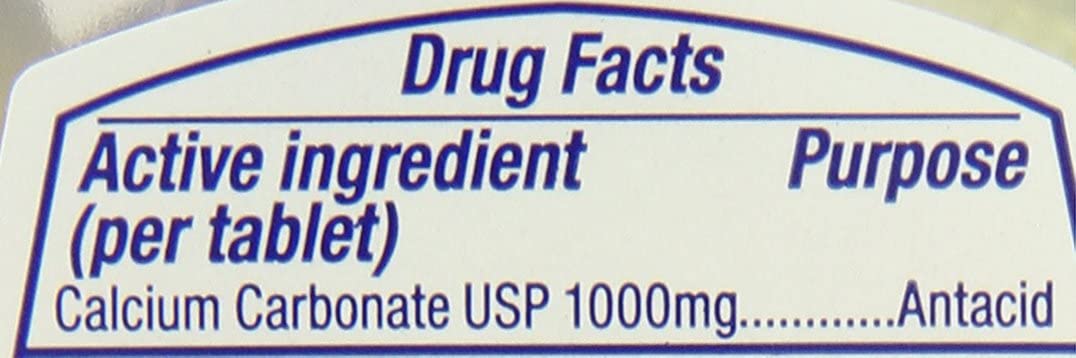 Drug Facts
Active ingredient Purpose
(per tablet)
Calcium Carbonate USP 1000mg............Antacid